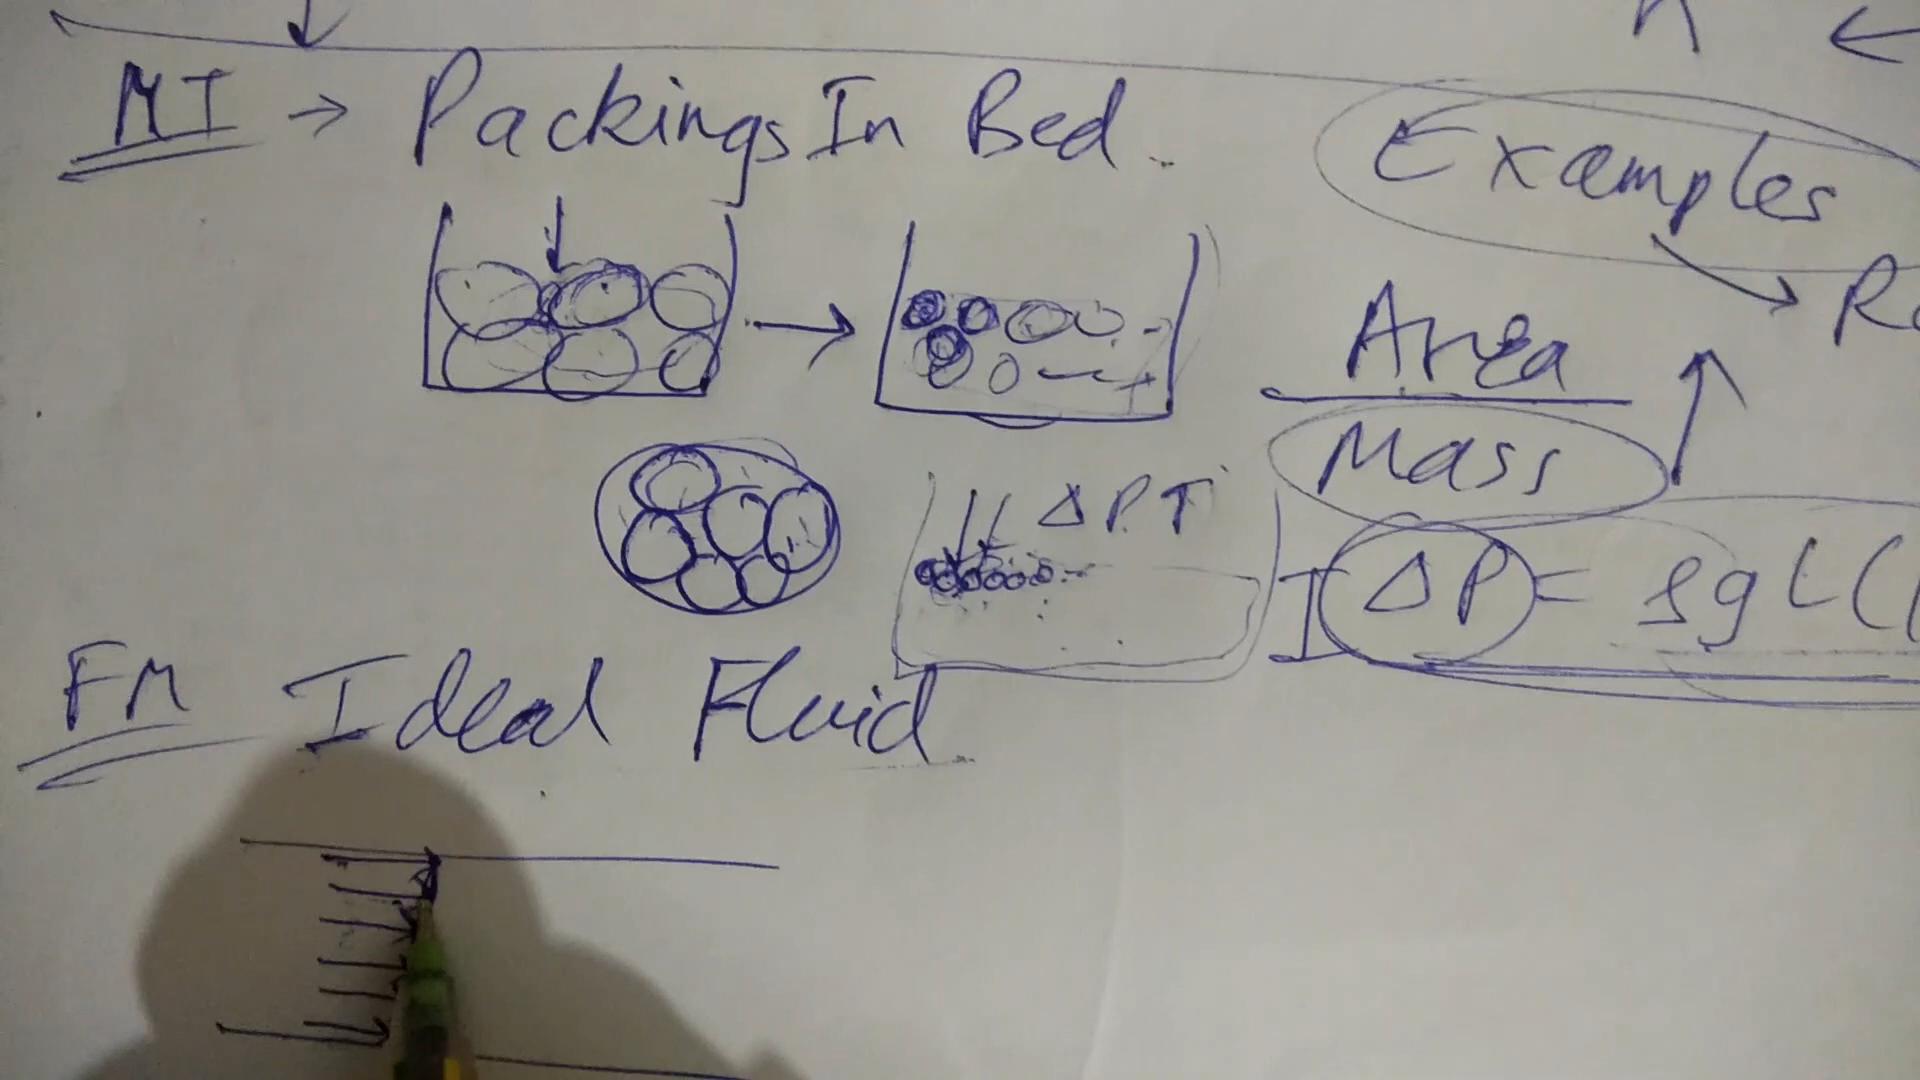 MI → Packings In Bed.
Examples
Area
Mass
ΔP↑
ΔP = ρgL(
FM Ideal Fluid.